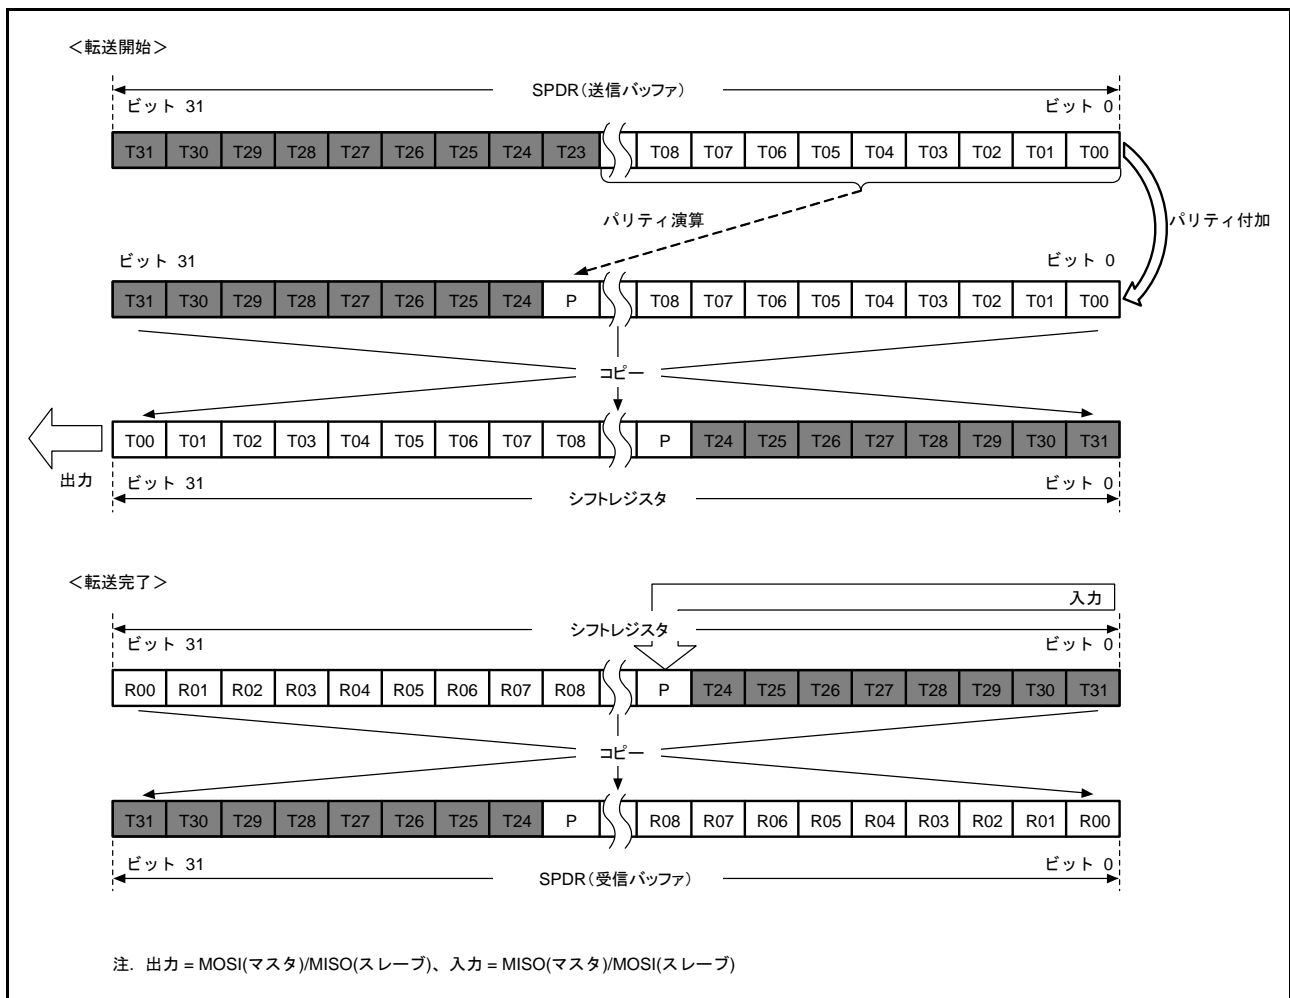 ＜転送開始＞
SPDR（送信バッファ）
ビット 31 ビット 0
T31 T30 T29 T28 T27 T26 T25 T24 T23 T08 T07 T06 T05 T04 T03 T02 T01 T00
パリティ演算 パリティ付加
ビット 31 ビット 0
T31 T30 T29 T28 T27 T26 T25 T24 P T08 T07 T06 T05 T04 T03 T02 T01 T00
コピー
T00 T01 T02 T03 T04 T05 T06 T07 T08 P T24 T25 T26 T27 T28 T29 T30 T31
出力 ビット 31 ビット 0
シフトレジスタ
＜転送完了＞
入力
シフトレジスタ
ビット 31 ビット 0
R00 R01 R02 R03 R04 R05 R06 R07 R08 P T24 T25 T26 T27 T28 T29 T30 T31
コピー
T31 T30 T29 T28 T27 T26 T25 T24 P R08 R07 R06 R05 R04 R03 R02 R01 R00
ビット 31 ビット 0
SPDR（受信バッファ）
注. 出力 = MOSI(マスタ)/MISO(スレーブ)、入力 = MISO(マスタ)/MOSI(スレーブ)